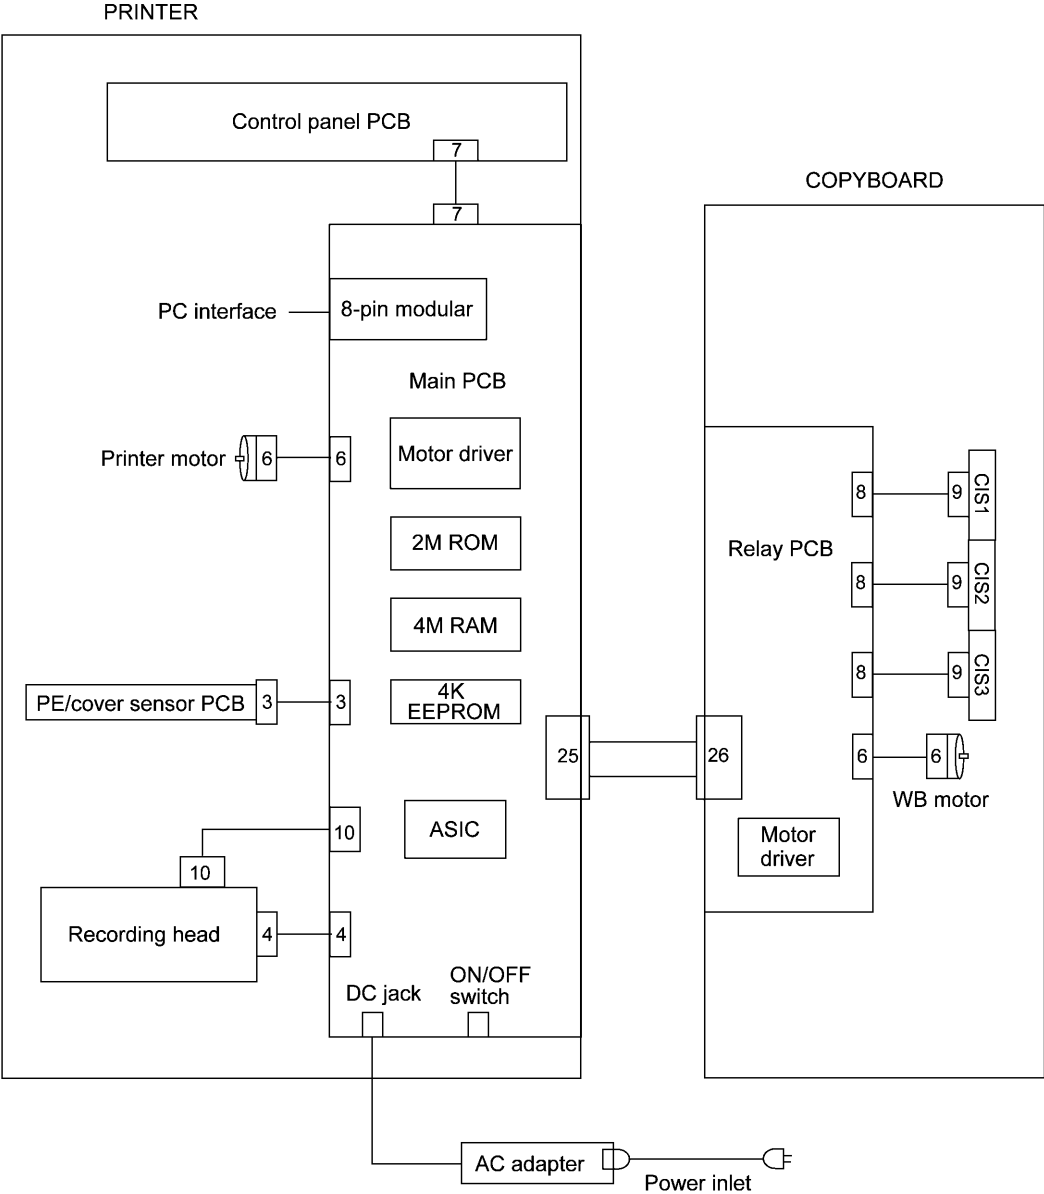 PRINTER
Control panel PCB
7
7
COPYBOARD
PC interface
8-pin modular
Main PCB
Printer motor
6
6
Motor driver
2M ROM
4M RAM
PE/cover sensor PCB
3
3
4K
EEPROM
25
26
10
ASIC
10
Recording head
4
4
DC jack
ON/OFF
switch
Relay PCB
8
9
CIS1
8
9
CIS2
8
9
CIS3
6
6
WB motor
Motor
driver
AC adapter
Power inlet